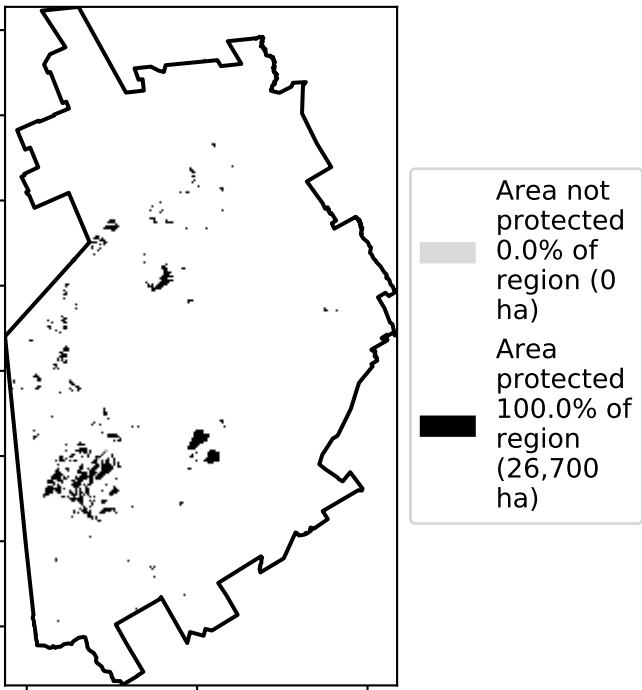 Area not
protected
0.0% of
region (0
ha)
Area
protected
100.0% of
region
(26,700
ha)